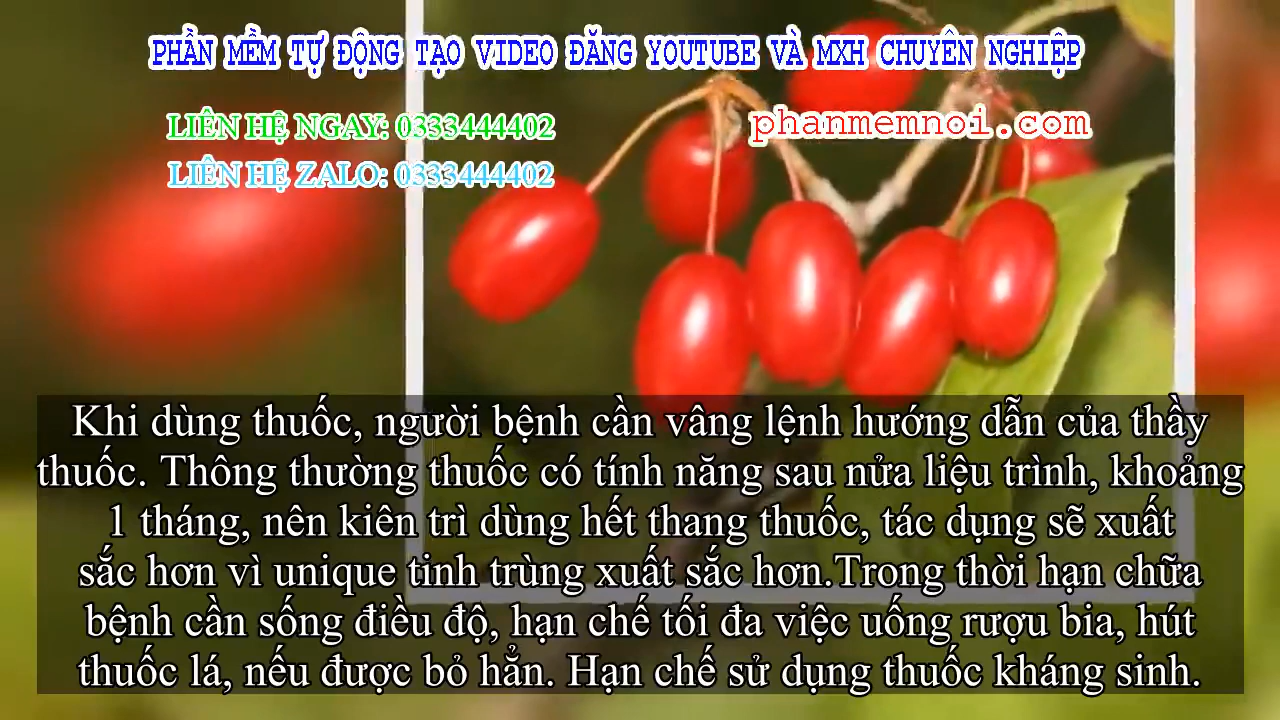 PHẦN MỀM TỰ ĐỘNG TẠO VIDEO ĐĂNG YOUTUBE VÀ MXH CHUYÊN NGHIỆP
LIÊN HỆ NGAY: 0333444402
phanmemnoi.com
LIÊN HỆ ZALO: 0333444402
Khi dùng thuốc, người bệnh cần vâng lệnh hướng dẫn của thầy
thuốc. Thông thường thuốc có tính năng sau nửa liệu trình, khoảng
1 tháng, nên kiên trì dùng hết thang thuốc, tác dụng sẽ xuất
sắc hơn vì unique tinh trùng xuất sắc hơn.Trong thời hạn chữa
bệnh cần sống điều độ, hạn chế tối đa việc uống rượu bia, hút
thuốc lá, nếu được bỏ hẳn. Hạn chế sử dụng thuốc kháng sinh.